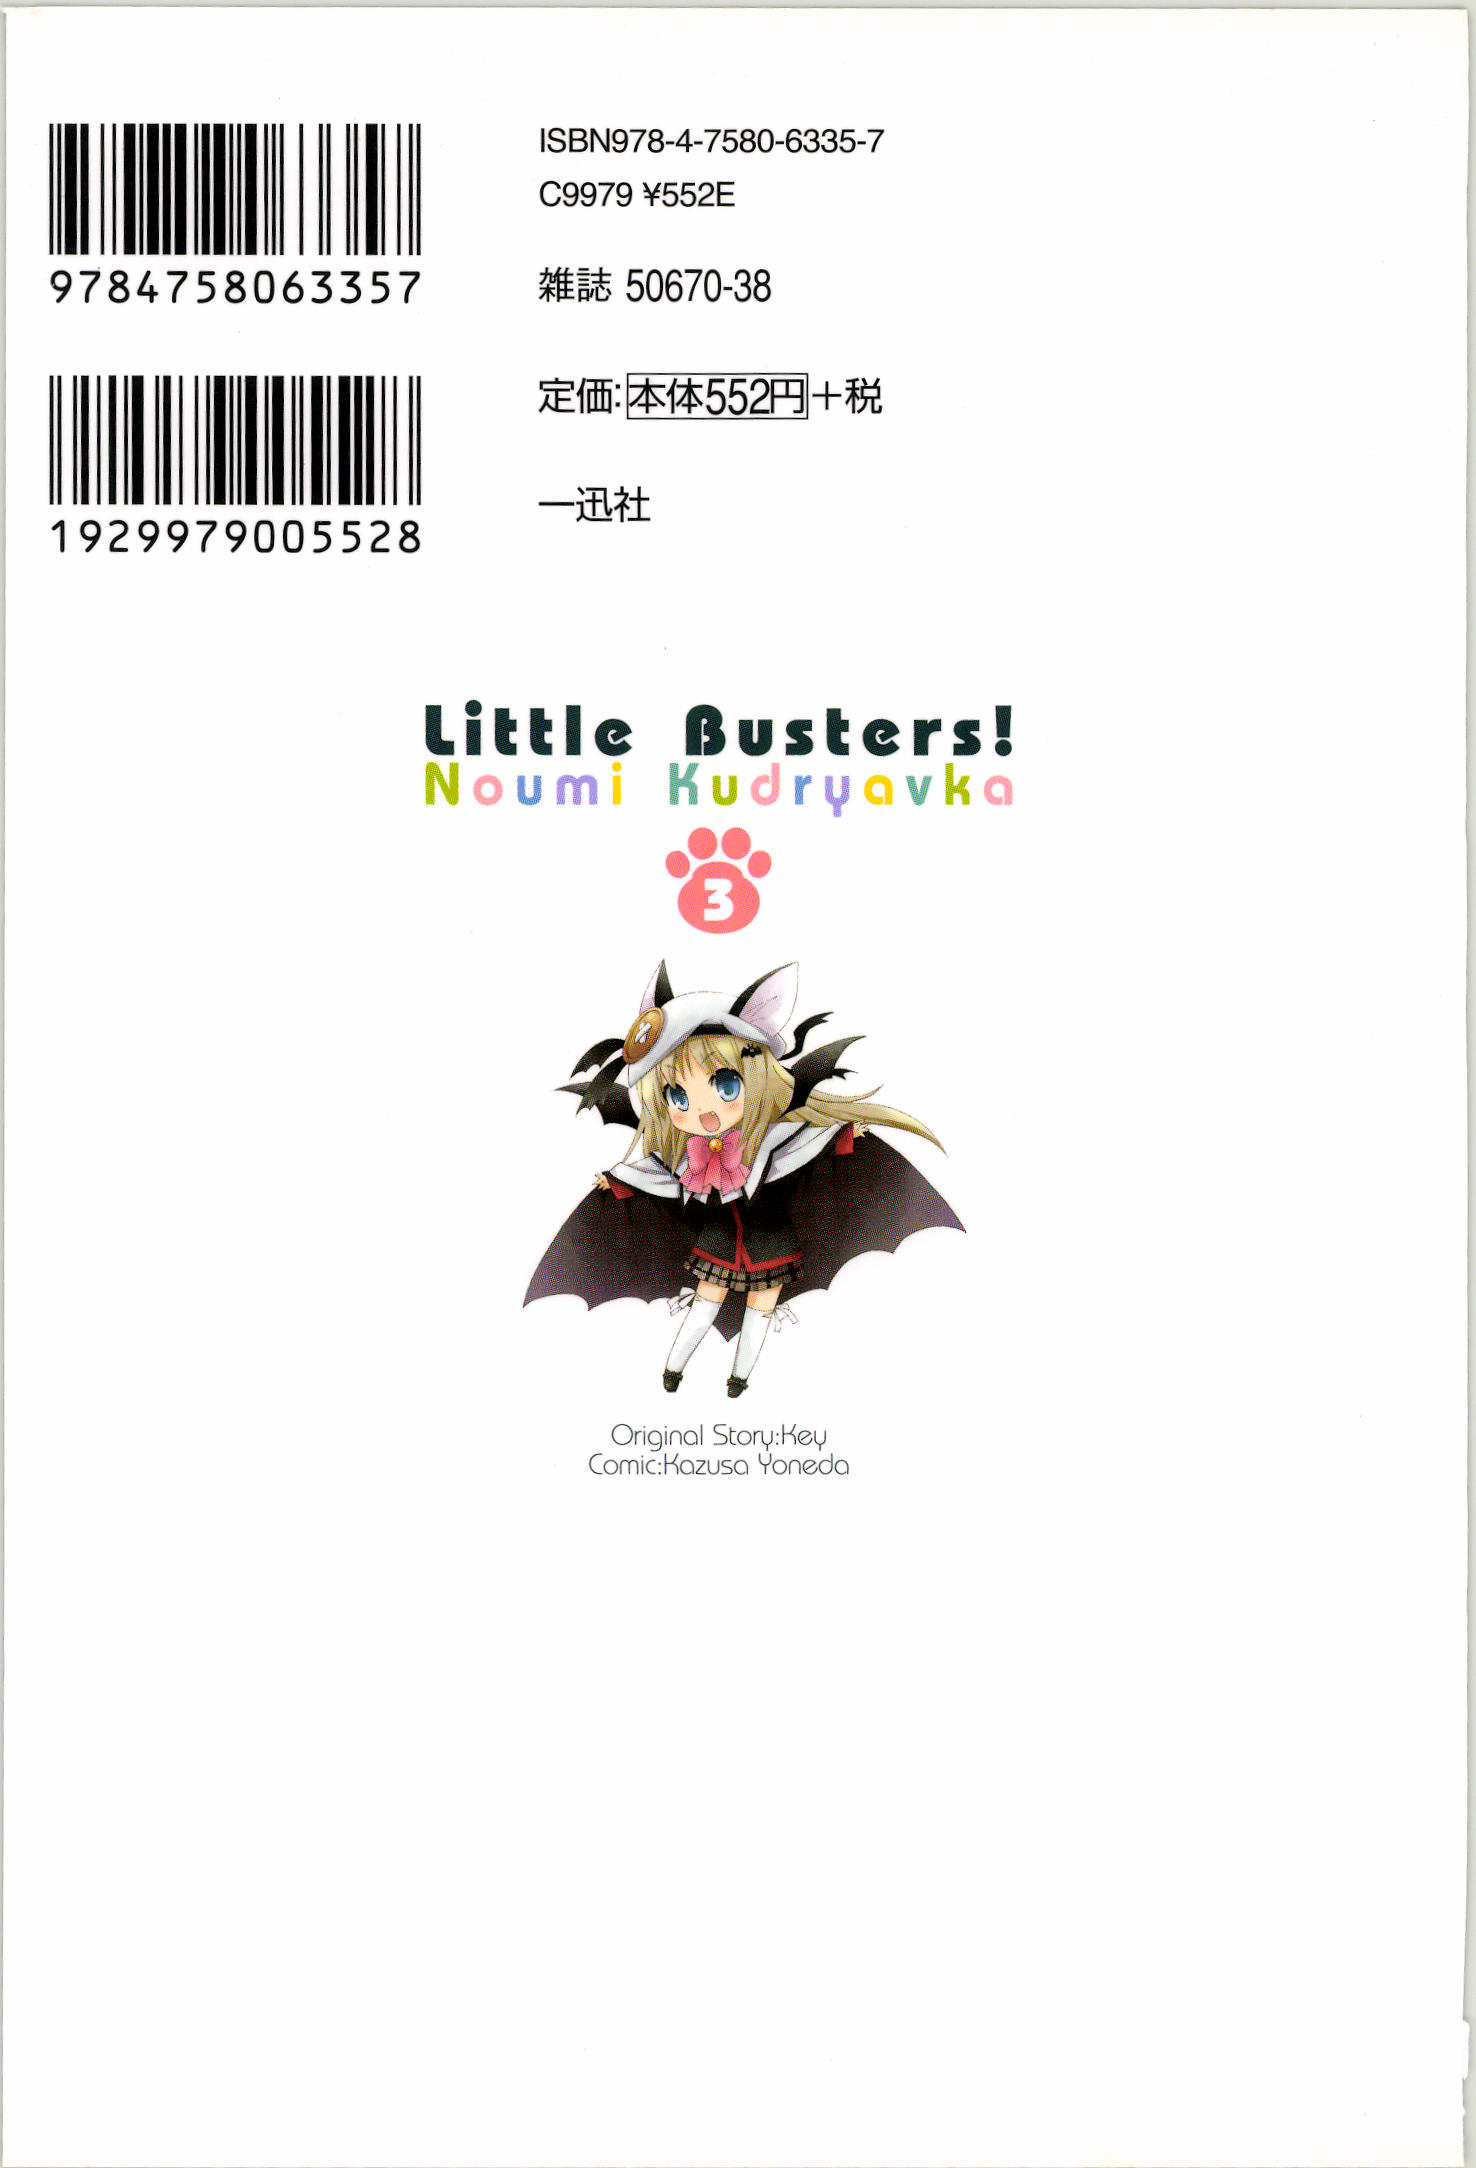 ISBN978-4-7580-6335-7
C9979 ¥552E
9784758063357
雑誌 50670-38
定価:本体552円+税
一迅社
1929979005528
Little Busters!
Noumi Kudryavka
3
Original Story:Key
Comic:Kazusa Yoneda